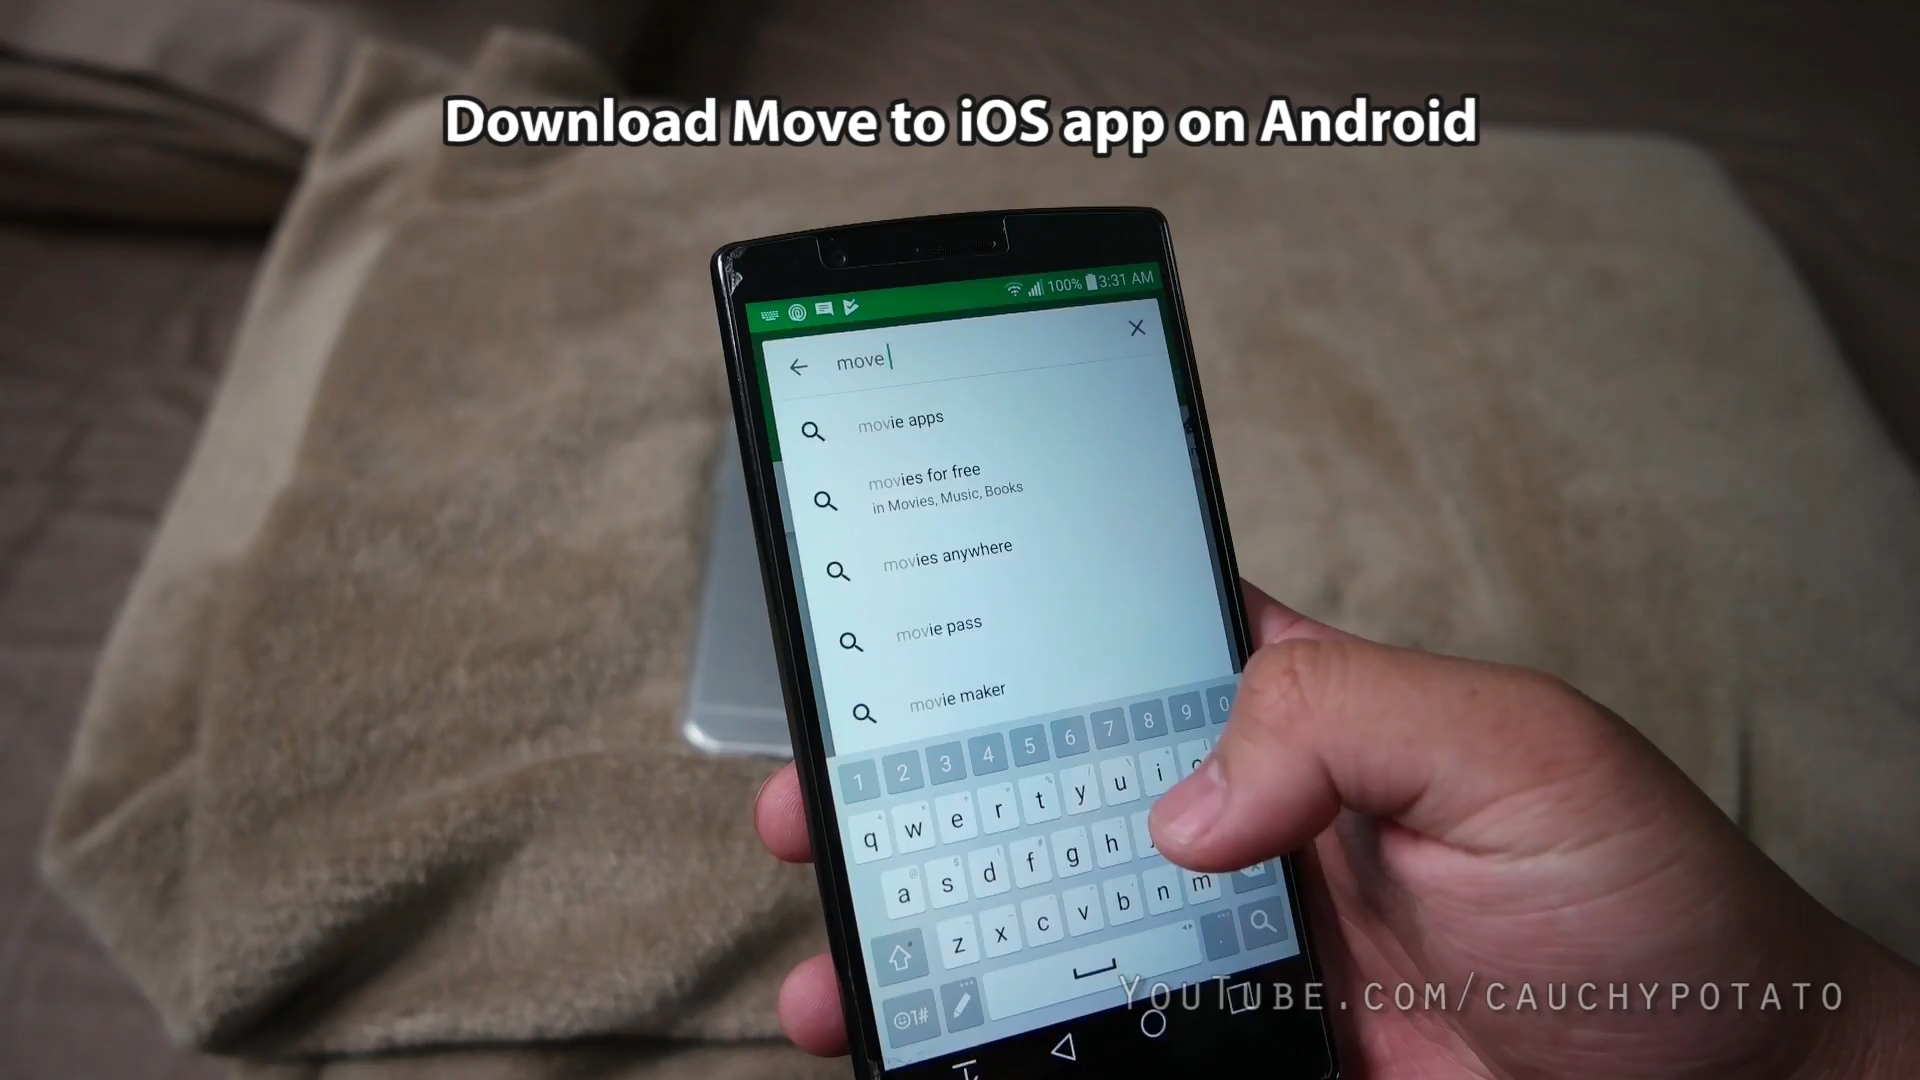 Download Move to iOS app on Android
100% 3:31 AM
move
movie apps
movies for free
in Movies, Music, Books
movies anywhere
movie pass
movie maker
1 2 3 4 5 6 7 8 9 0
q w e r t y u i o
a s d f g h
z x c v b n m
1#
.
YOUTUBE.COM/CAUCHYPOTATO